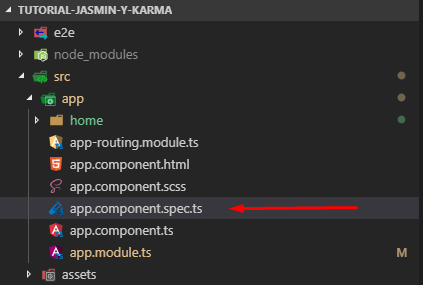 TUTORIAL-JASMIN-Y-KARMA
e2e
node_modules
src
app
home
app-routing.module.ts
app.component.html
app.component.scss
app.component.spec.ts
app.component.ts
app.module.ts M
assets